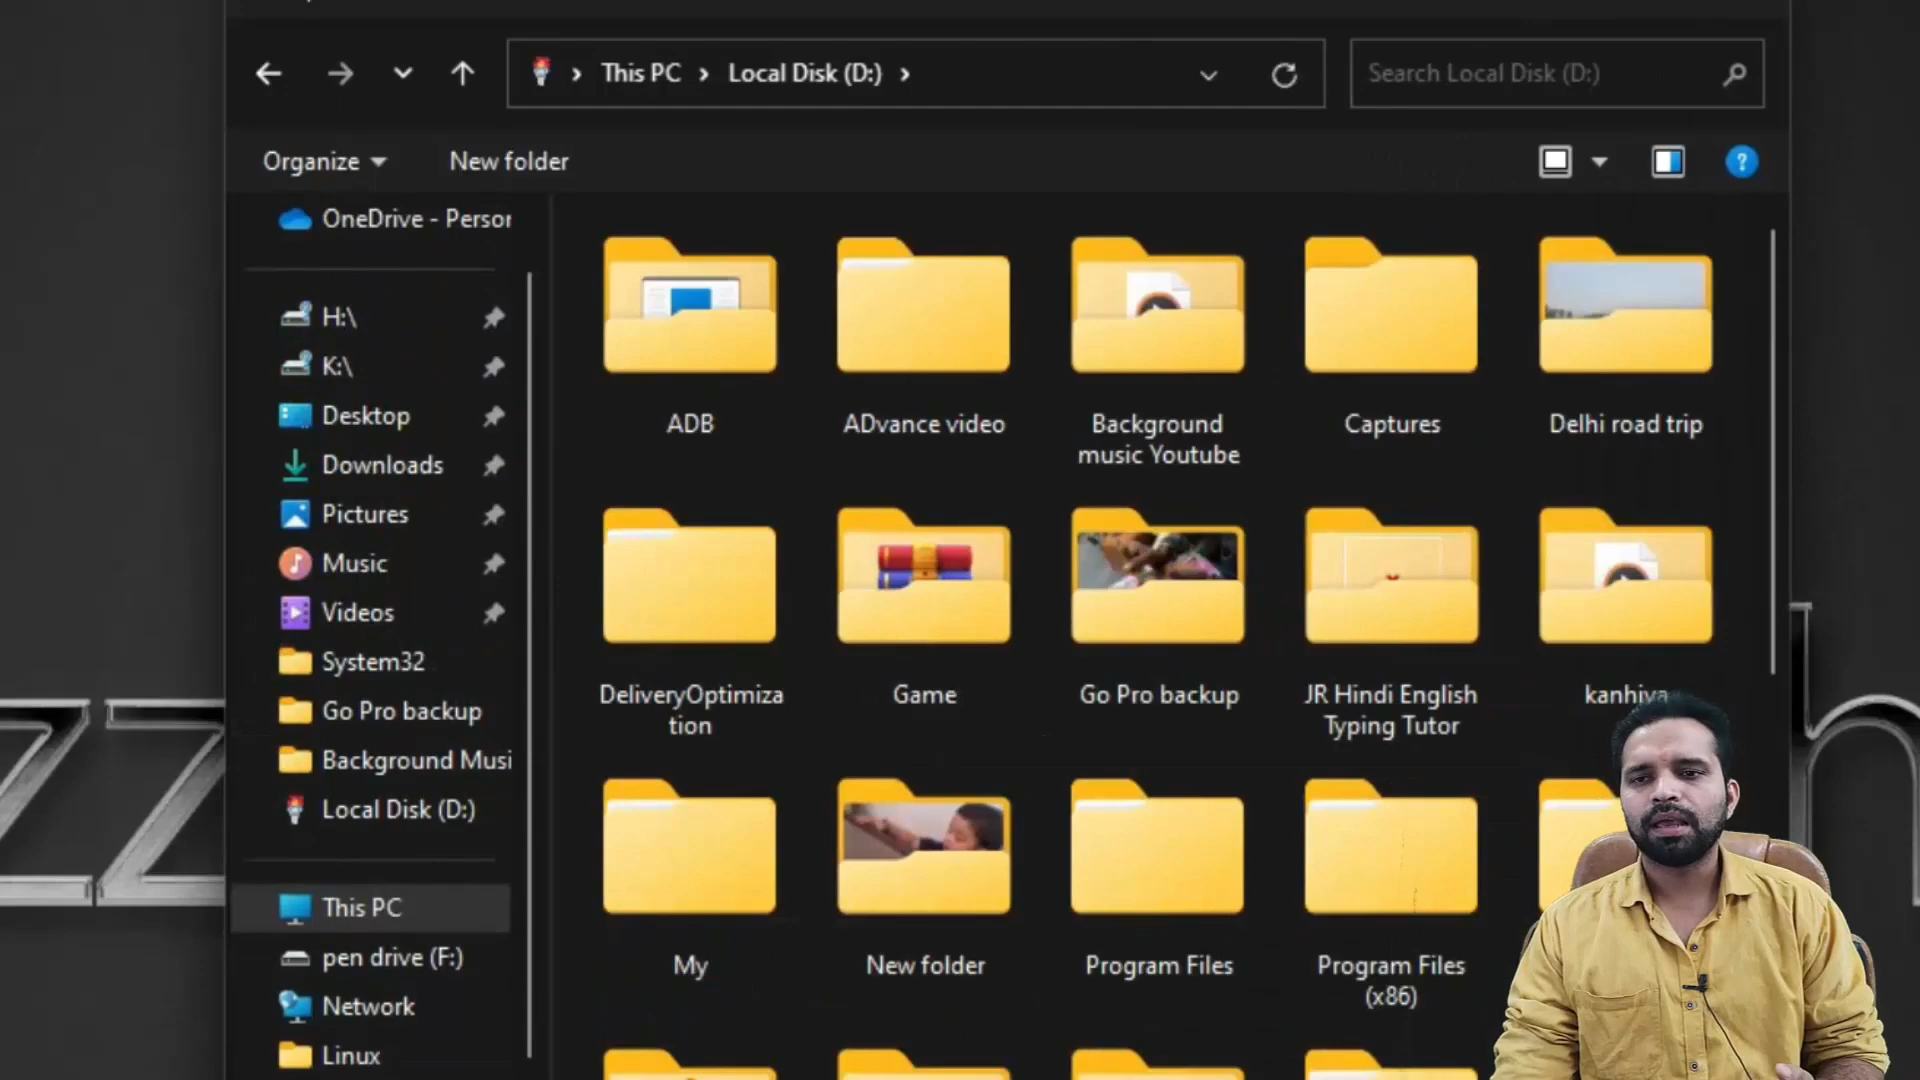 This PC
Local Disk (D:)
Search Local Disk (D:)
Organize
New folder
OneDrive - Persor
H:\
K:\
Desktop
Downloads
Pictures
Music
Videos
System32
Go Pro backup
Background Musi
Local Disk (D:)
This PC
pen drive (F:)
Network
Linux
ADB
ADvance video
Background
music Youtube
Captures
Delhi road trip
DeliveryOptimiza
tion
Game
Go Pro backup
JR Hindi English
Typing Tutor
kanhiya
My
New folder
Program Files
Program Files
(x86)